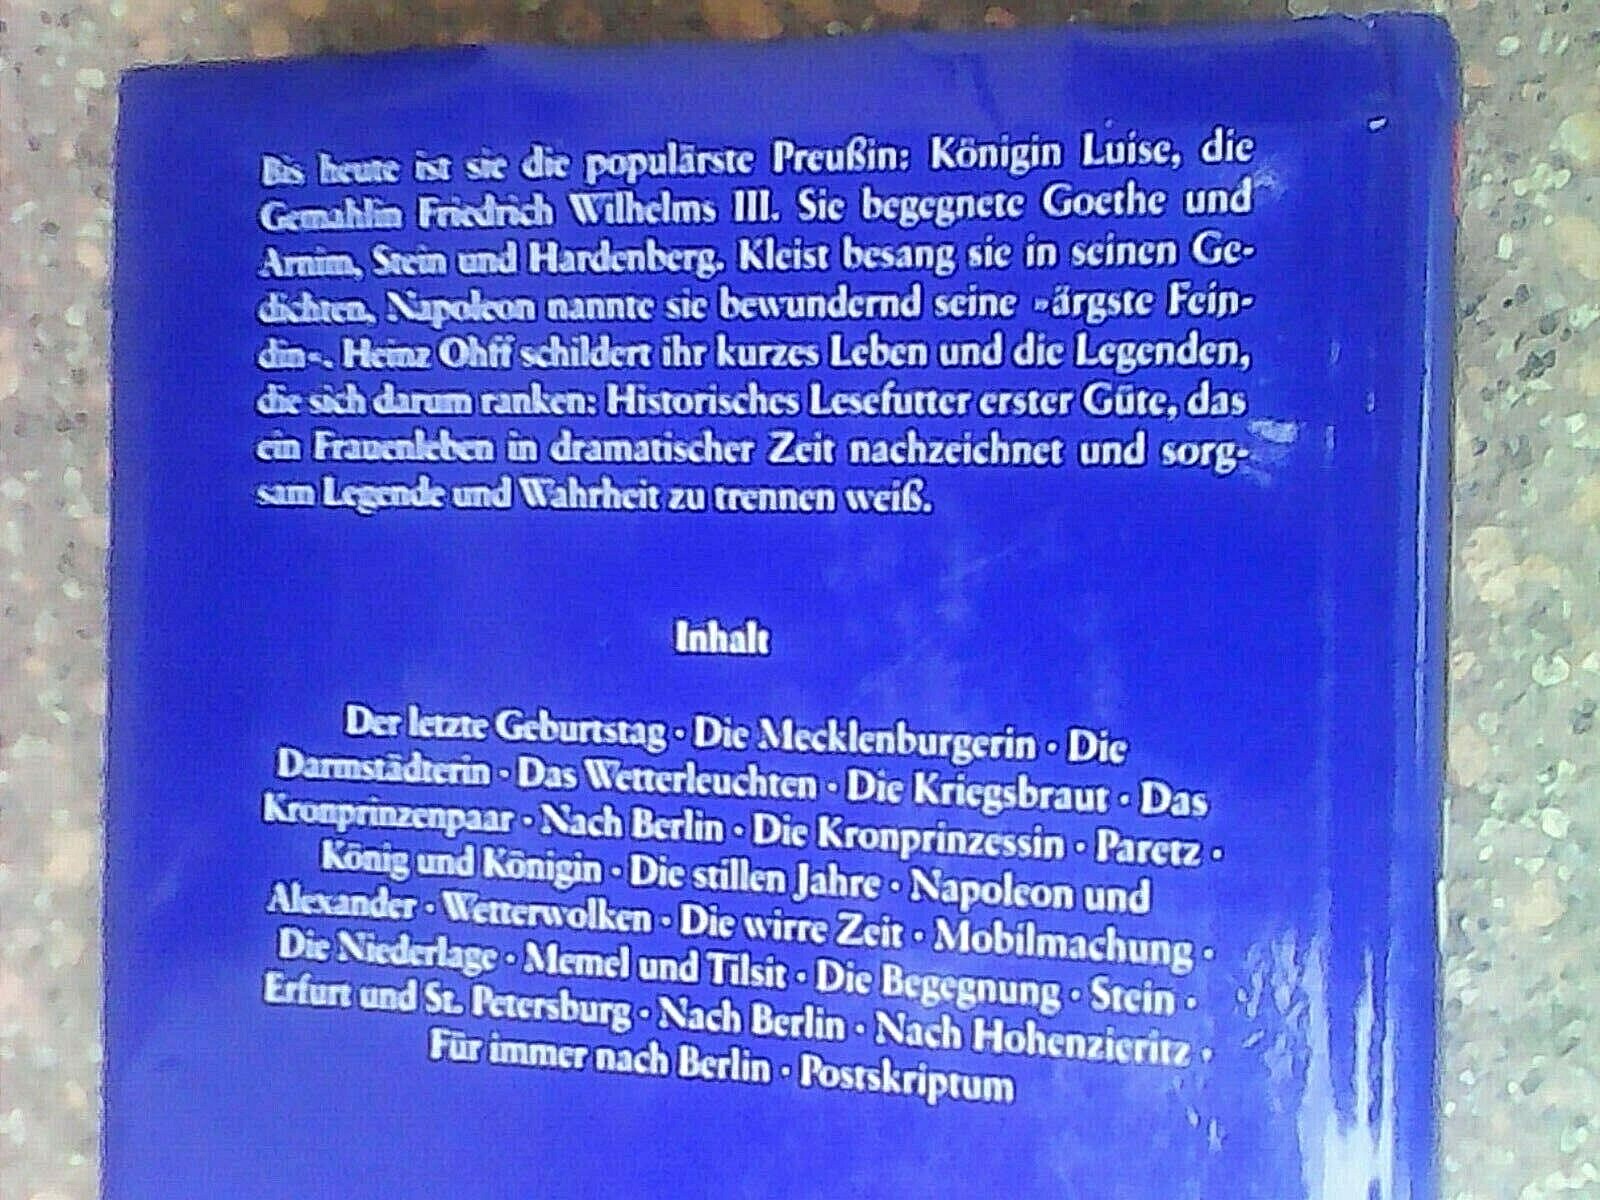 Bis heute ist sie die populärste Preußin: Königin Luise, die
Gemahlin Friedrich Wilhelms III. Sie begegnete Goethe und
Arnim, Stein und Hardenberg. Kleist besang sie in seinen Ge-
dichten, Napoleon nannte sie bewundernd seine »ärgste Fein-
din«. Heinz Ohff schildert ihr kurzes Leben und die Legenden,
die sich darum ranken: Historisches Lesefutter erster Güte, das
ein Frauenleben in dramatischer Zeit nachzeichnet und sorg-
sam Legende und Wahrheit zu trennen weiß.
Inhalt
Der letzte Geburtstag · Die Mecklenburgerin · Die
Darmstädterin · Das Wetterleuchten · Die Kriegsbraut · Das
Kronprinzenpaar · Nach Berlin · Die Kronprinzessin · Paretz ·
König und Königin · Die stillen Jahre · Napoleon und
Alexander · Wetterwolken · Die wirre Zeit · Mobilmachung ·
Die Niederlage · Memel und Tilsit · Die Begegnung · Stein ·
Erfurt und St. Petersburg · Nach Berlin · Nach Hohenzieritz ·
Für immer nach Berlin · Postskriptum